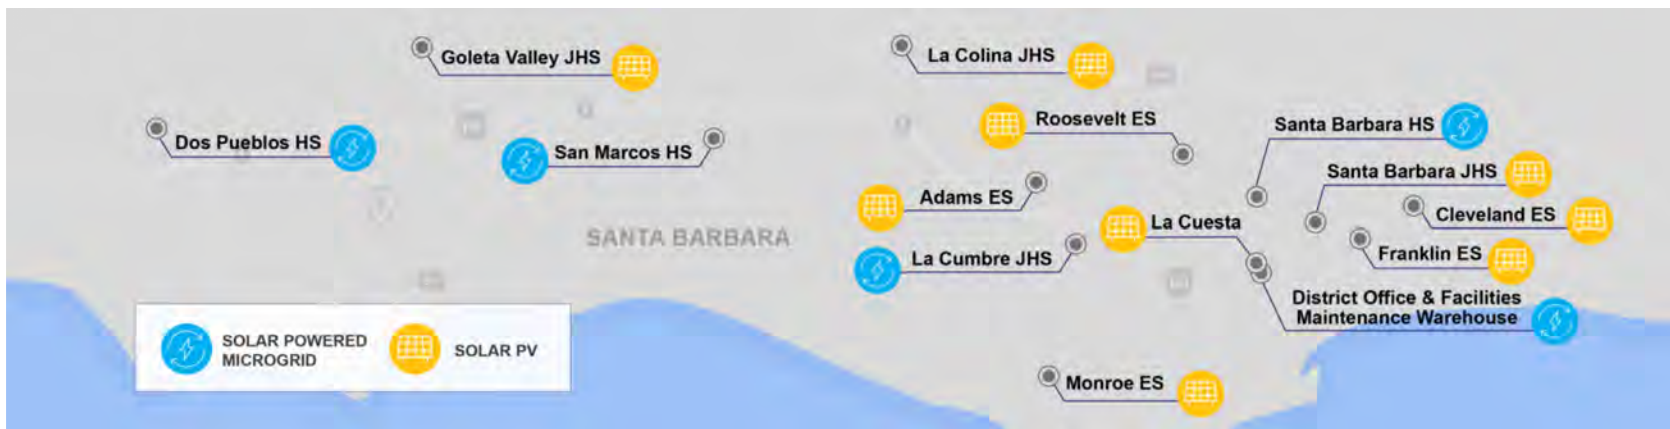 Goleta Valley JHS
La Colina JHS
Dos Pueblos HS
San Marcos HS
Roosevelt ES
Santa Barbara HS
Santa Barbara JHS
Adams ES
La Cuesta
Cleveland ES
SANTA BARBARA
La Cumbre JHS
Franklin ES
District Office & Facilities
Maintenance Warehouse
SOLAR POWERED
MICROGRID
SOLAR PV
Monroe ES